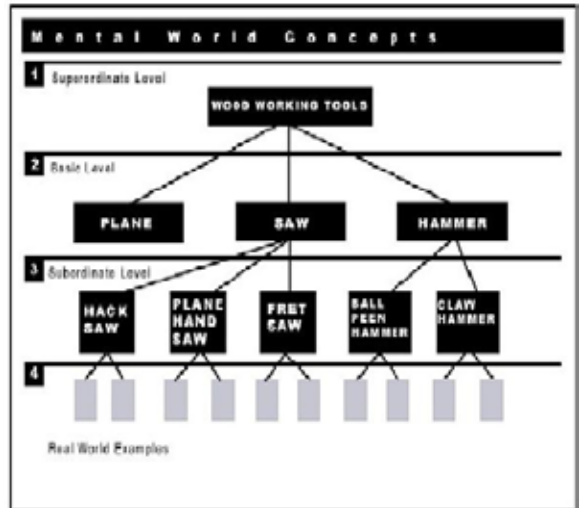 Mental World Concepts
1 Superordinate Level
WOOD WORKING TOOLS
2 Basic Level
PLANE SAW HAMMER
3 Subordinate Level
HACK PLANE FRET BALL CLAW
SAW HAND SAW PEEN HAMMER
SAW HAMMER
4
Real World Examples